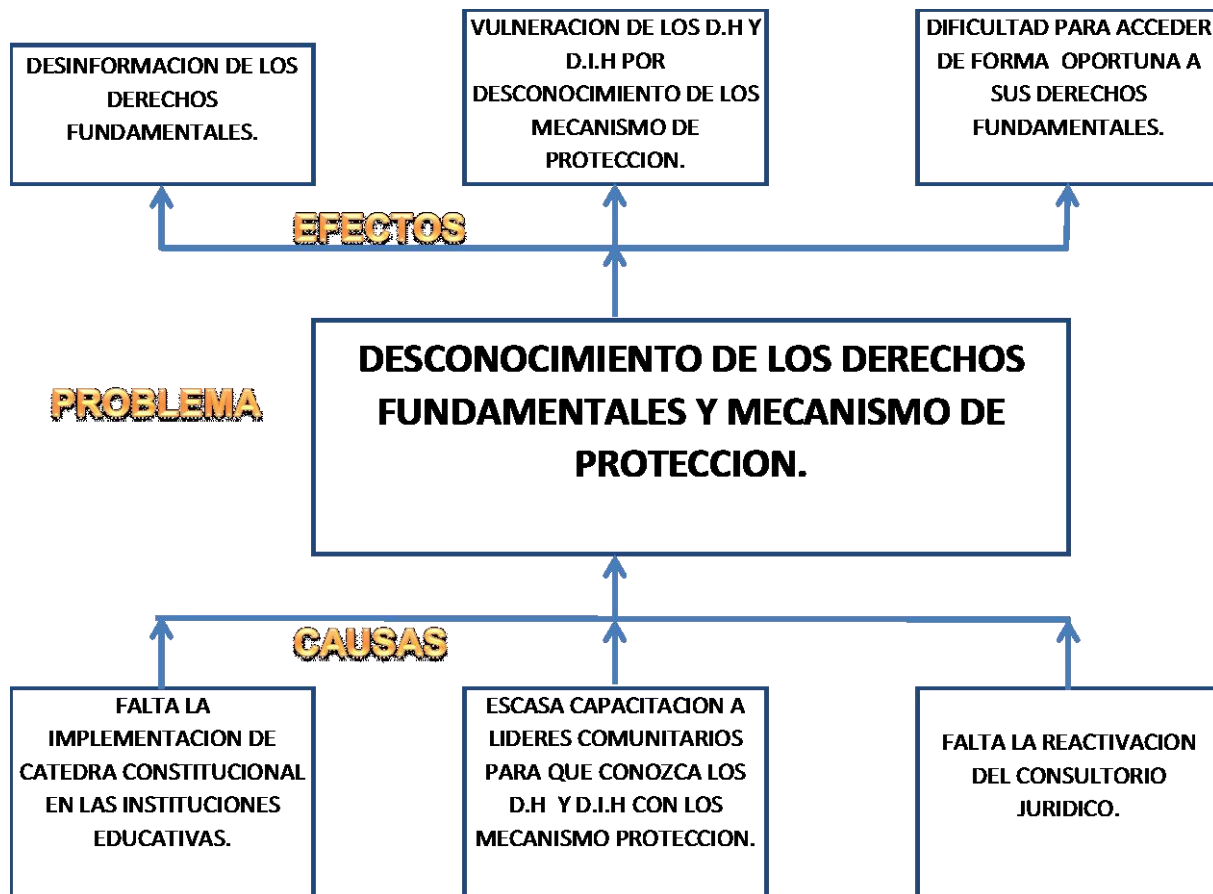 DESINFORMACION DE LOS
DERECHOS
FUNDAMENTALES.
VULNERACION DE LOS D.H Y
D.I.H POR
DESCONOCIMIENTO DE LOS
MECANISMO DE
PROTECCION.
DIFICULTAD PARA ACCEDER
DE FORMA OPORTUNA A
SUS DERECHOS
FUNDAMENTALES.
EFECTOS
PROBLEMA
DESCONOCIMIENTO DE LOS DERECHOS
FUNDAMENTALES Y MECANISMO DE
PROTECCION.
CAUSAS
FALTA LA
IMPLEMENTACION DE
CATEDRA CONSTITUCIONAL
EN LAS INSTITUCIONES
EDUCATIVAS.
ESCASA CAPACITACION A
LIDERES COMUNITARIOS
PARA QUE CONOZCA LOS
D.H Y D.I.H CON LOS
MECANISMO PROTECCION.
FALTA LA REACTIVACION
DEL CONSULTORIO
JURIDICO.